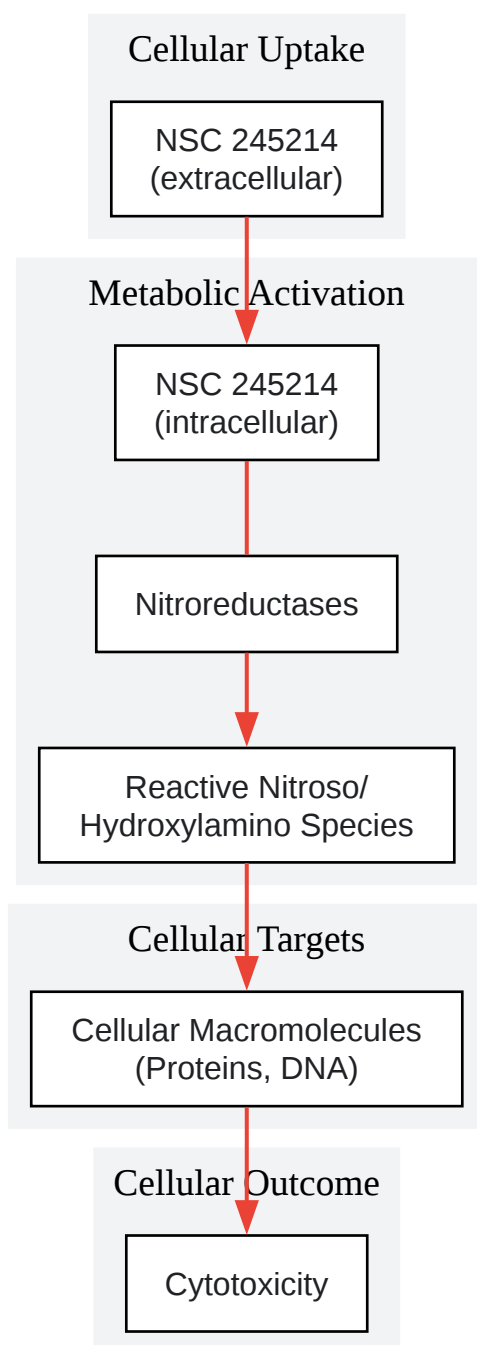 Cellular Uptake
NSC 245214
(extracellular)
Metabolic Activation
NSC 245214
(intracellular)
Nitroreductases
Reactive Nitroso/
Hydroxylamino Species
Cellular Targets
Cellular Macromolecules
(Proteins, DNA)
Cellular Outcome
Cytotoxicity